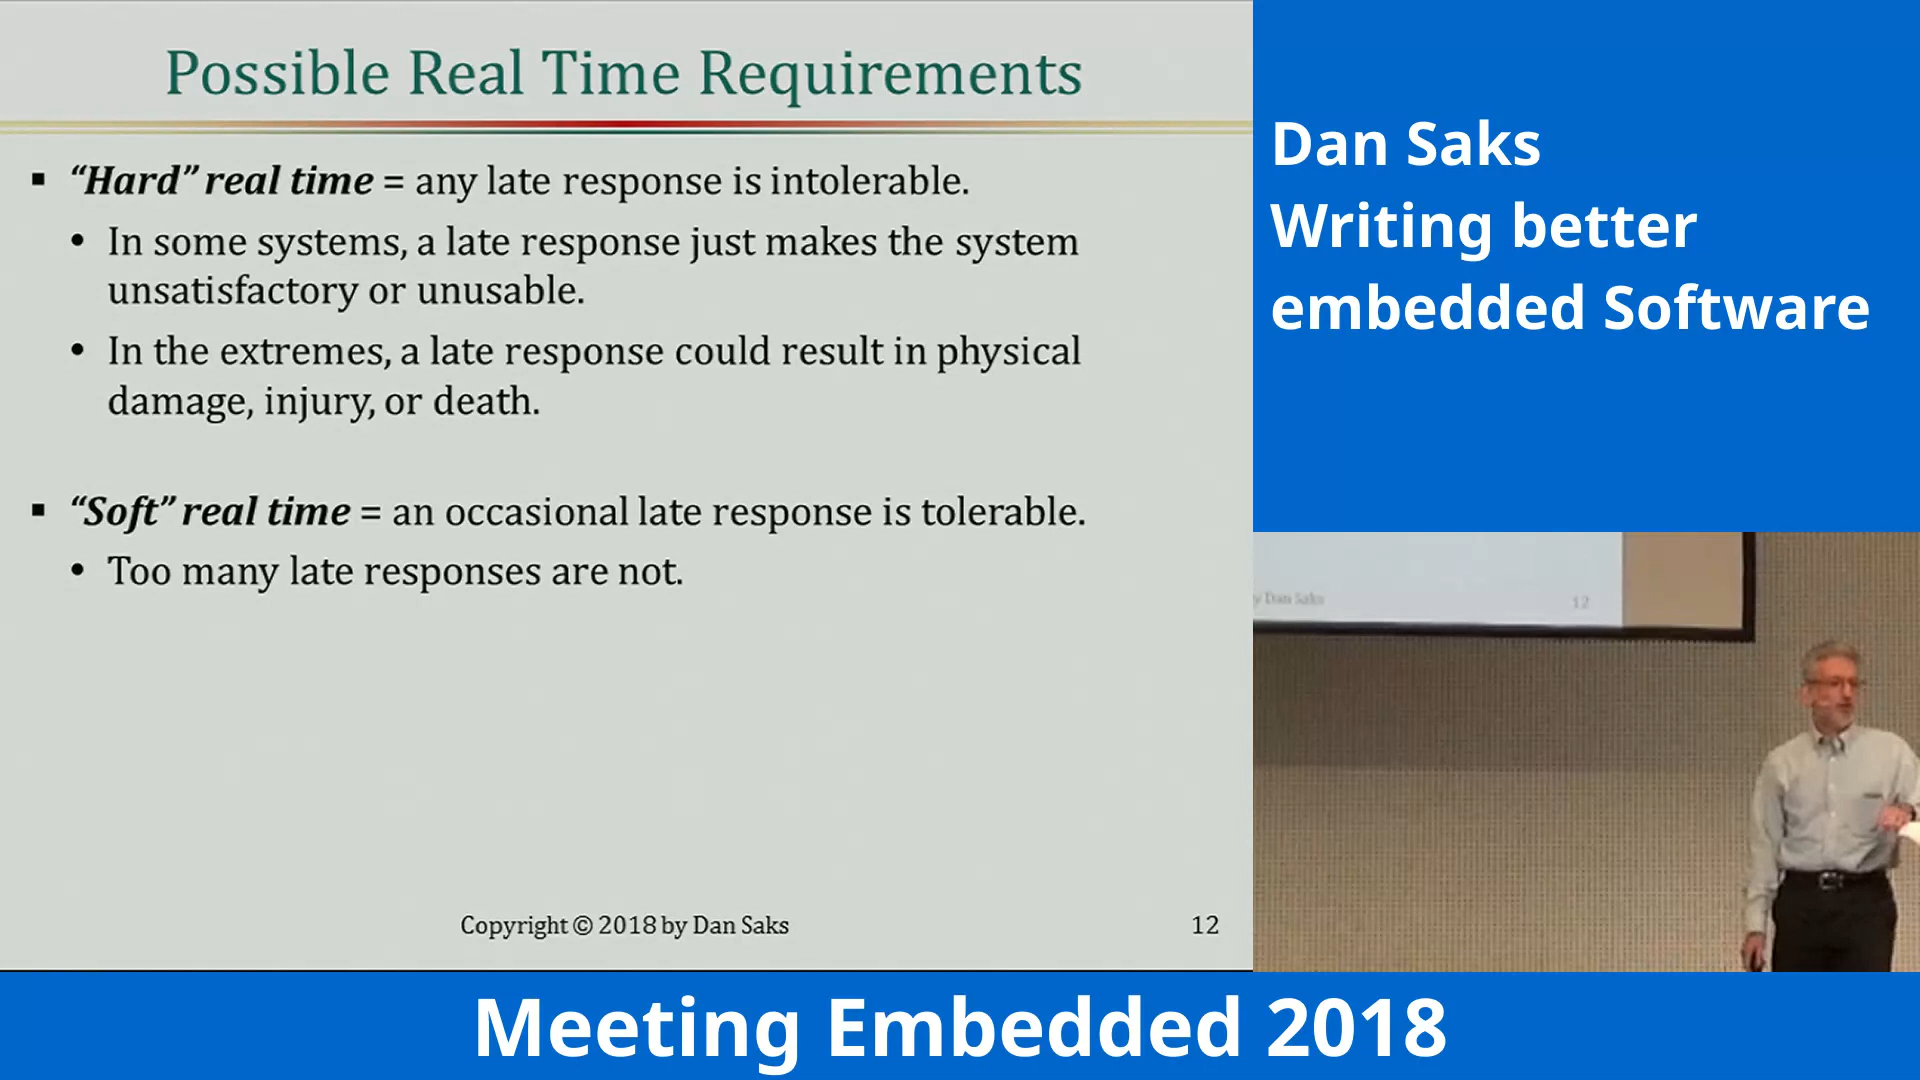 Possible Real Time Requirements
▪ “Hard” real time = any late response is intolerable.
• In some systems, a late response just makes the system
unsatisfactory or unusable.
• In the extremes, a late response could result in physical
damage, injury, or death.
▪ “Soft” real time = an occasional late response is tolerable.
• Too many late responses are not.
Copyright © 2018 by Dan Saks 12
Dan Saks
Writing better
embedded Software
y Dan Saks 12
Meeting Embedded 2018